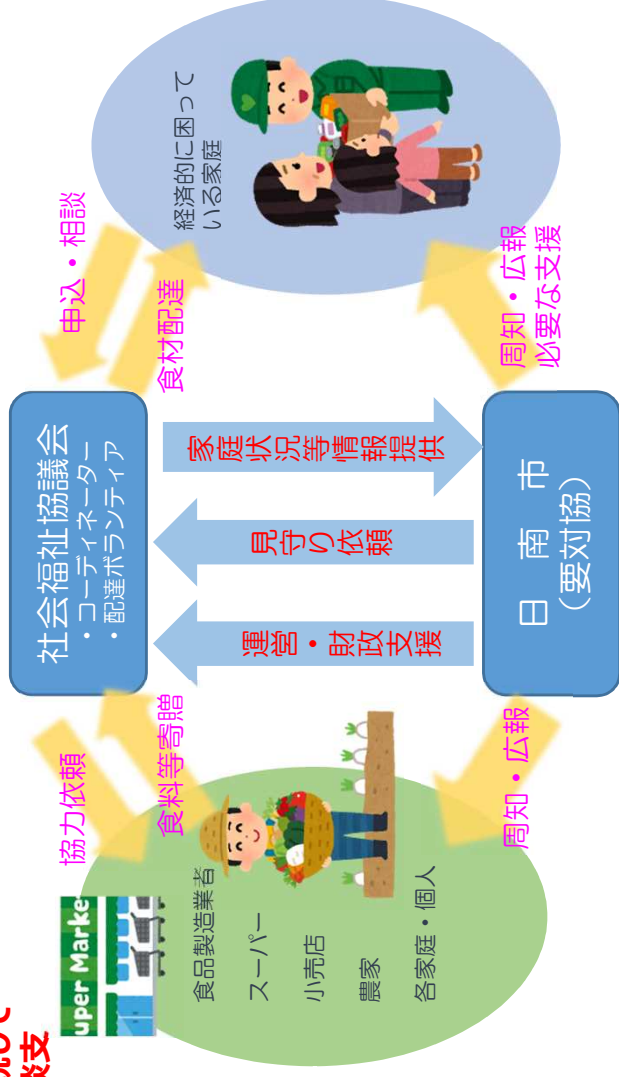 uper Marke
協力依頼
食料等寄贈
食品製造業者
スーパー
小売店
農家
各家庭・個人
周知・広報
社会福祉協議会
・コーディネーター
・配達ボランティア
運営・財政支援
見守り依頼
家庭状況等情報提供
日 南 市
（要対協）
申込・相談
食材配達
経済的に困って
いる家庭
周知・広報
必要な支援